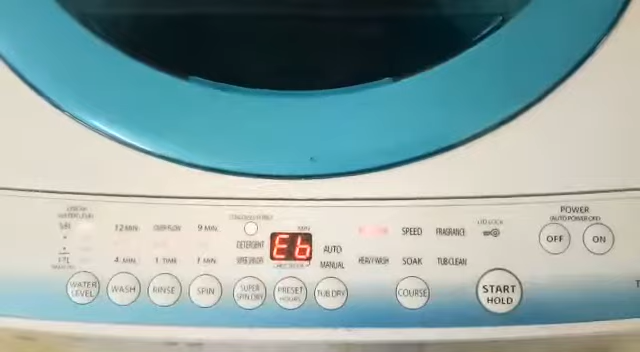 POWER
(AUTO POWER OFF)
12 MIN.
9 MIN.
SPEED
FRAGRANCE
OFF
ON
DETERGENT
E6
AUTO
MANUAL
4 MIN.
1 TIME
1 MIN.
HEAVY WASH
SOAK
TUB CLEAN
WATER
LEVEL
WASH
RINSE
SPIN
SUPER
SPIN DRY
PRESET
HOURS
TUB DRY
COURSE
START
HOLD